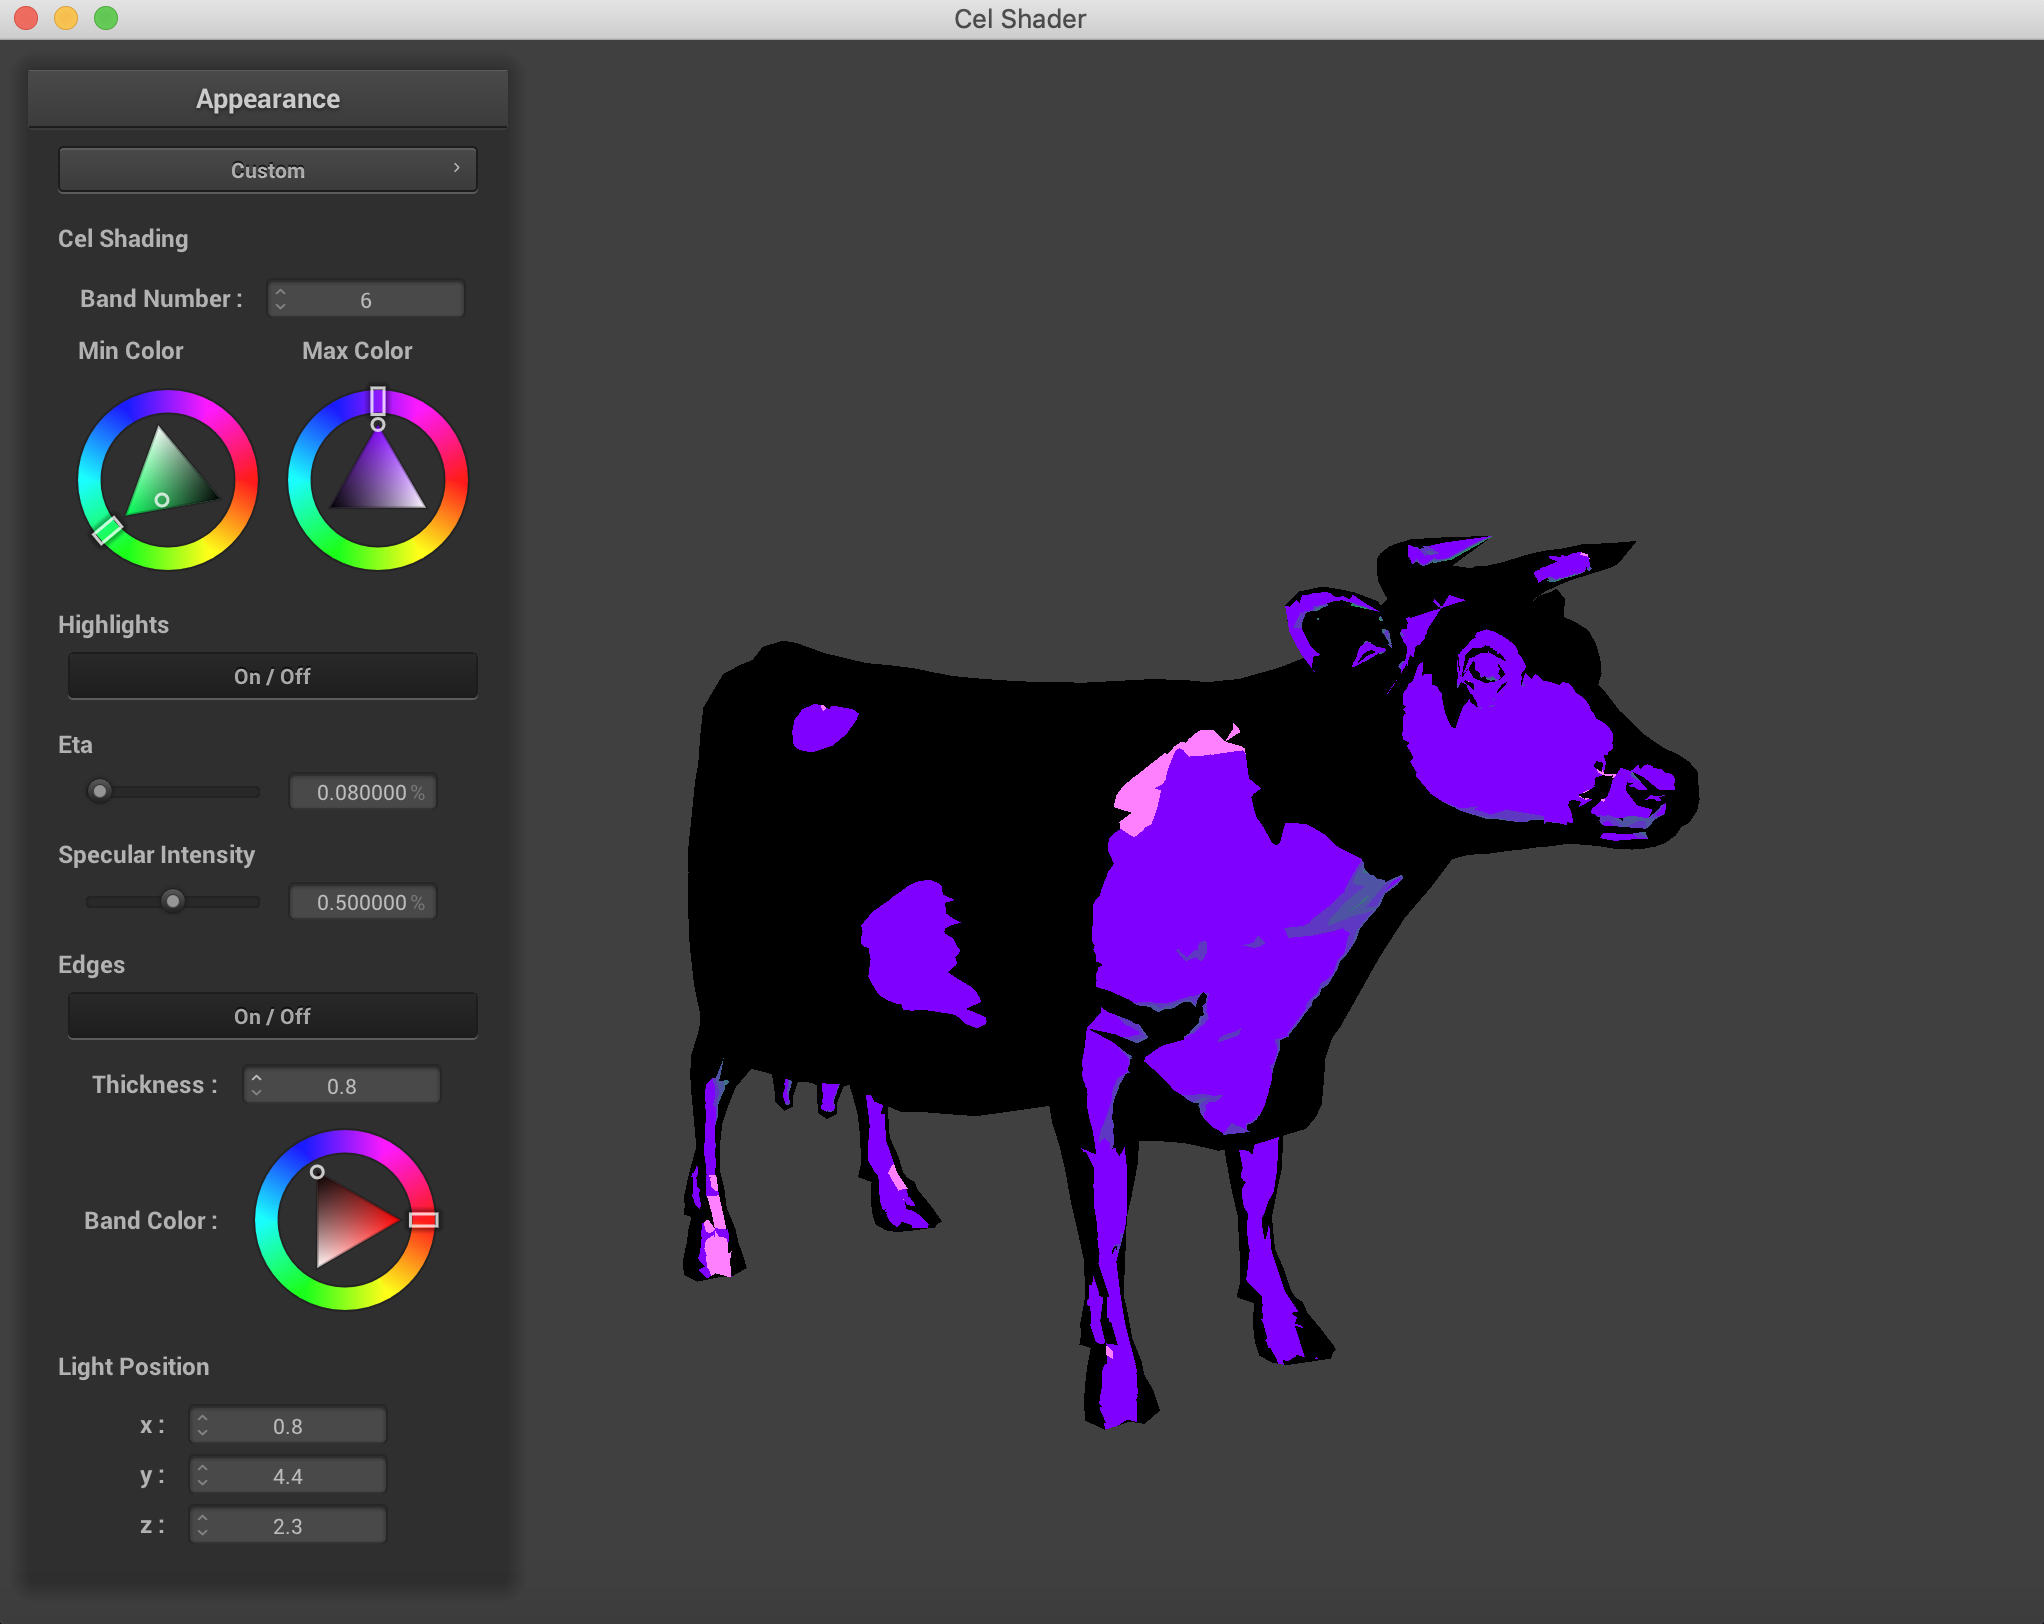 Cel Shader
Appearance
Custom
Cel Shading
Band Number : 6
Min Color Max Color
Highlights
On / Off
Eta
0.080000 %
Specular Intensity
0.500000 %
Edges
On / Off
Thickness : 0.8
Band Color :
Light Position
x : 0.8
y : 4.4
z : 2.3